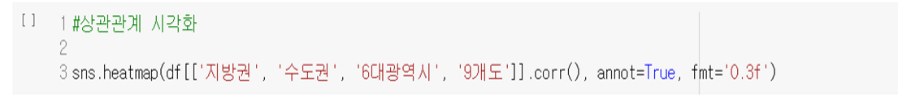 [ ] 1 #상관관계 시각화
2
3 sns.heatmap(df[['지방권', '수도권', '6대광역시', '9개도']].corr(), annot=True, fmt='0.3f')